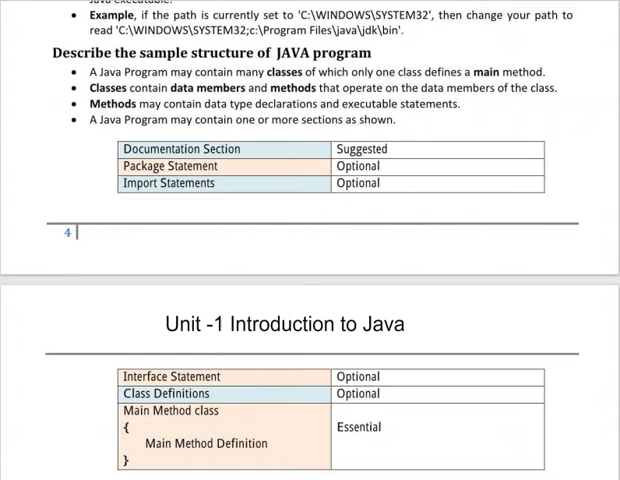 Java executable.
• Example, if the path is currently set to 'C:\WINDOWS\SYSTEM32', then change your path to
read 'C:\WINDOWS\SYSTEM32;c:\Program Files\java\jdk\bin'.
Describe the sample structure of JAVA program
• A Java Program may contain many classes of which only one class defines a main method.
• Classes contain data members and methods that operate on the data members of the class.
• Methods may contain data type declarations and executable statements.
• A Java Program may contain one or more sections as shown.
Documentation Section Suggested
Package Statement Optional
Import Statements Optional
4
Unit -1 Introduction to Java
Interface Statement Optional
Class Definitions Optional
Main Method class
{ Essential
Main Method Definition
}